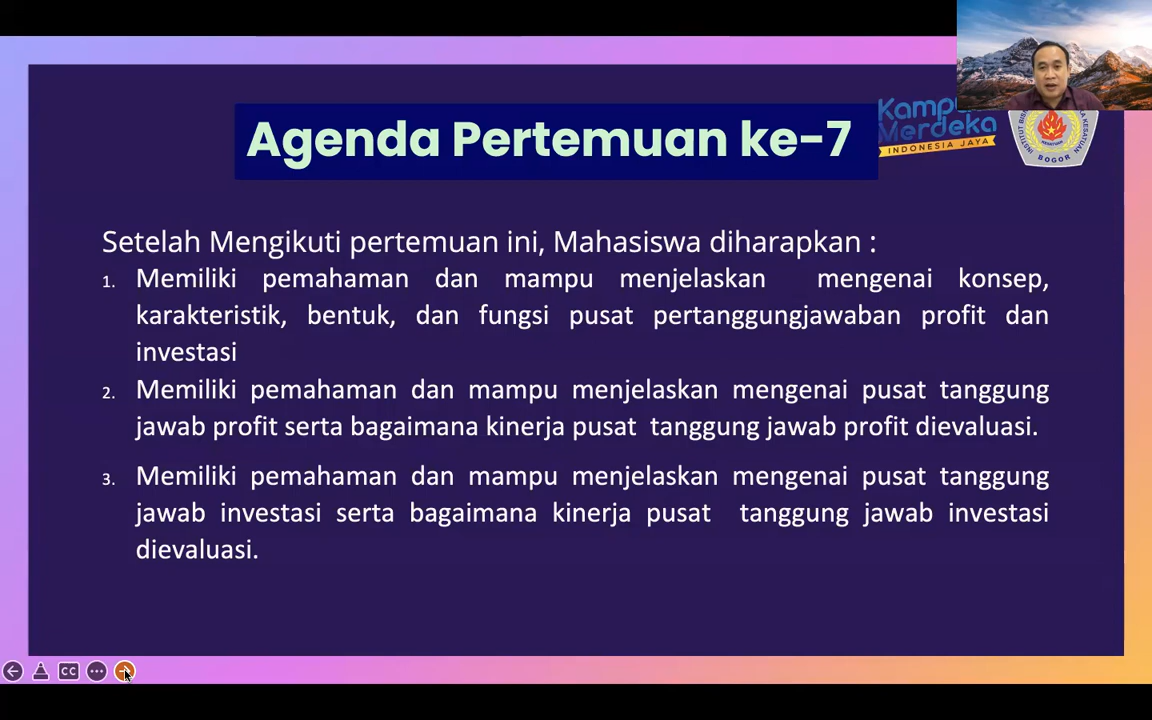 Agenda Pertemuan ke-7
Merdeka
INDONESIA JAYA
BOGOR
Setelah Mengikuti pertemuan ini, Mahasiswa diharapkan :
1. Memiliki pemahaman dan mampu menjelaskan mengenai konsep,
karakteristik, bentuk, dan fungsi pusat pertanggungjawaban profit dan
investasi
2. Memiliki pemahaman dan mampu menjelaskan mengenai pusat tanggung
jawab profit serta bagaimana kinerja pusat tanggung jawab profit dievaluasi.
3. Memiliki pemahaman dan mampu menjelaskan mengenai pusat tanggung
jawab investasi serta bagaimana kinerja pusat tanggung jawab investasi
dievaluasi.
CC